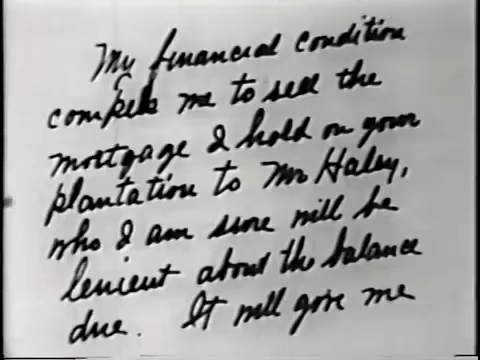 My financial condition
compels me to sell the
mortgage I hold on your
plantation to Mr Haley,
who I am sure will be
lenient about the balance
due. It will give me